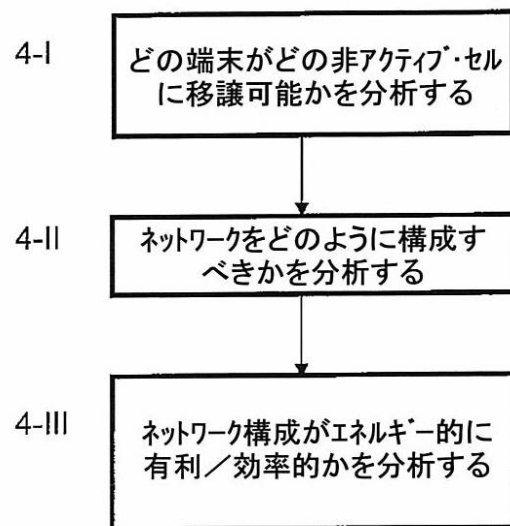 4-I
どの端末がどの非アクティブ・セル
に移譲可能かを分析する
4-II
ネットワークをどのように構成す
べきかを分析する
4-III
ネットワーク構成がエネルギー的に
有利／効率的かを分析する